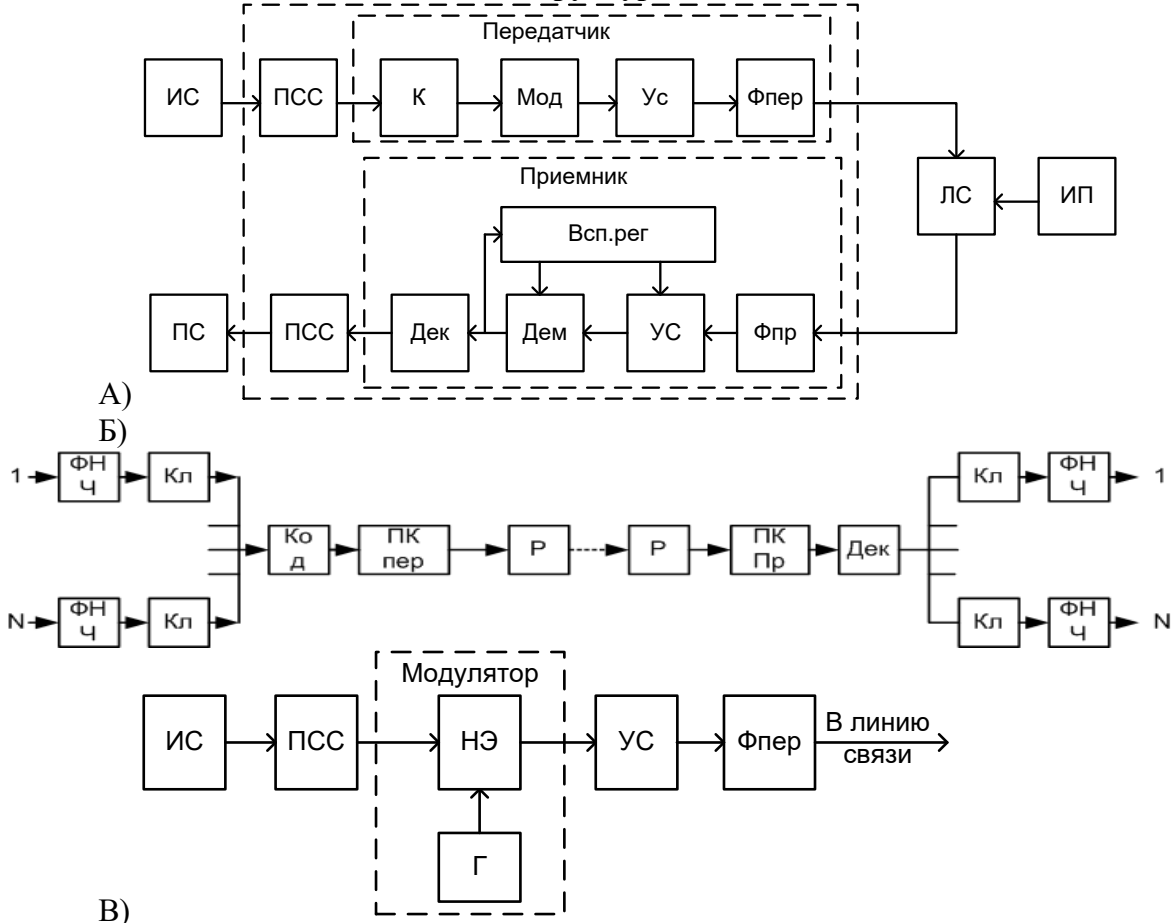 Передатчик
ИС ПСС К Мод Ус Фпер
Приемник
ЛС ИП
Всп.рег
ПС ПСС Дек Дем УС Фпр
А)
Б)
1 ФН Ч Кл Кл ФН Ч 1
Ко д ПК пер Р Р ПК Пр Дек
N ФН Ч Кл Кл ФН Ч N
Модулятор
ИС ПСС НЭ УС Фпер В линию связи
Г
В)